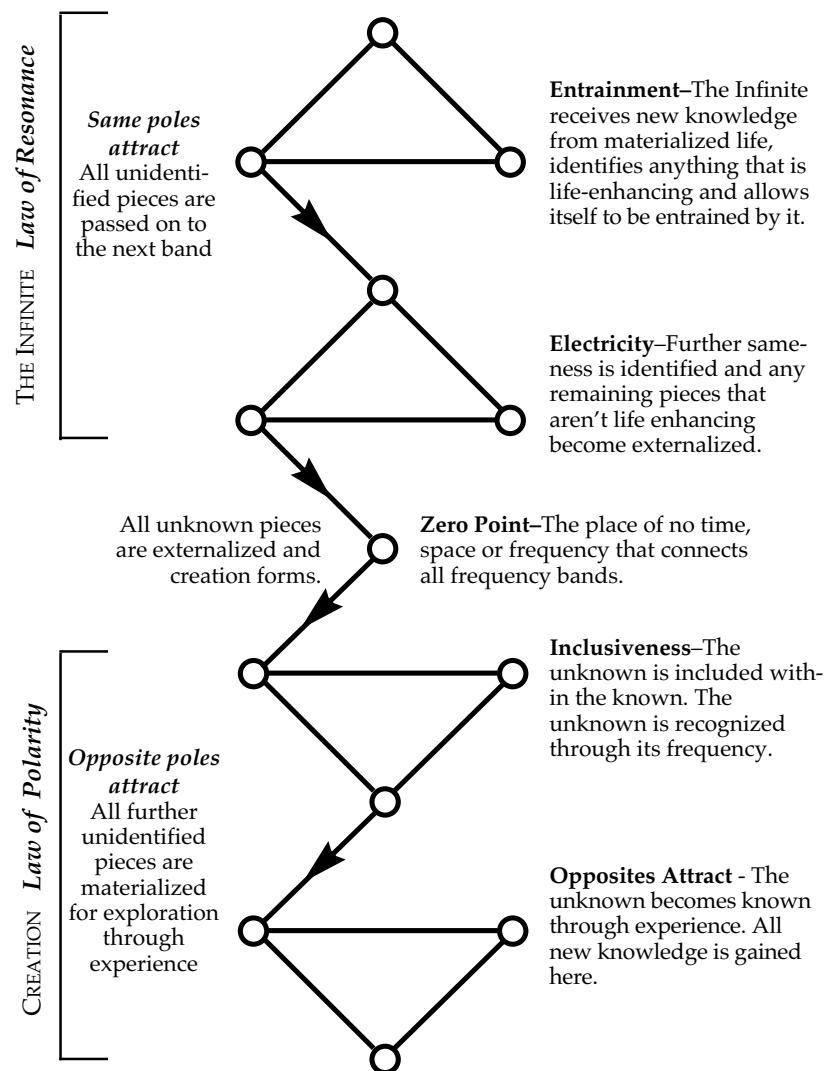 THE INFINITE Law of Resonance
Same poles
attract
All unidenti-
fied pieces are
passed on to
the next band
Entrainment–The Infinite
receives new knowledge
from materialized life,
identifies anything that is
life-enhancing and allows
itself to be entrained by it.
Electricity–Further same-
ness is identified and any
remaining pieces that
aren't life enhancing
become externalized.
All unknown pieces
are externalized and
creation forms.
Zero Point–The place of no time,
space or frequency that connects
all frequency bands.
CREATION Law of Polarity
Opposite poles
attract
All further
unidentified
pieces are
materialized
for exploration
through
experience
Inclusiveness–The
unknown is included with-
in the known. The
unknown is recognized
through its frequency.
Opposites Attract - The
unknown becomes known
through experience. All
new knowledge is gained
here.